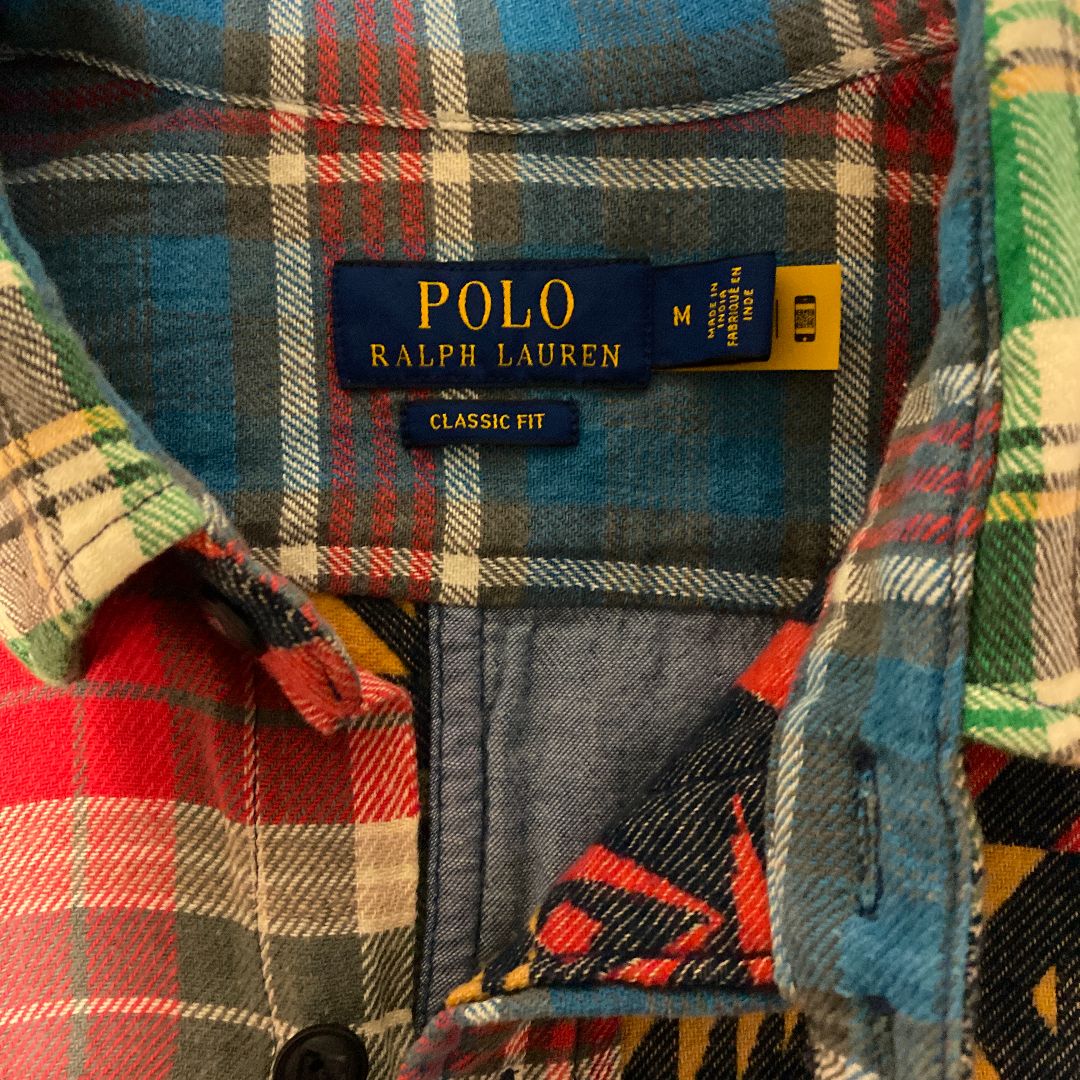 POLO
RALPH LAUREN
M
MADE IN
INDIA
FABRIQUÉ EN
INDE
CLASSIC FIT